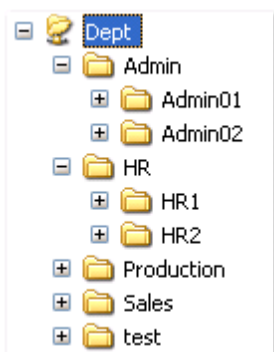 Dept
Admin
Admin01
Admin02
HR
HR1
HR2
Production
Sales
test